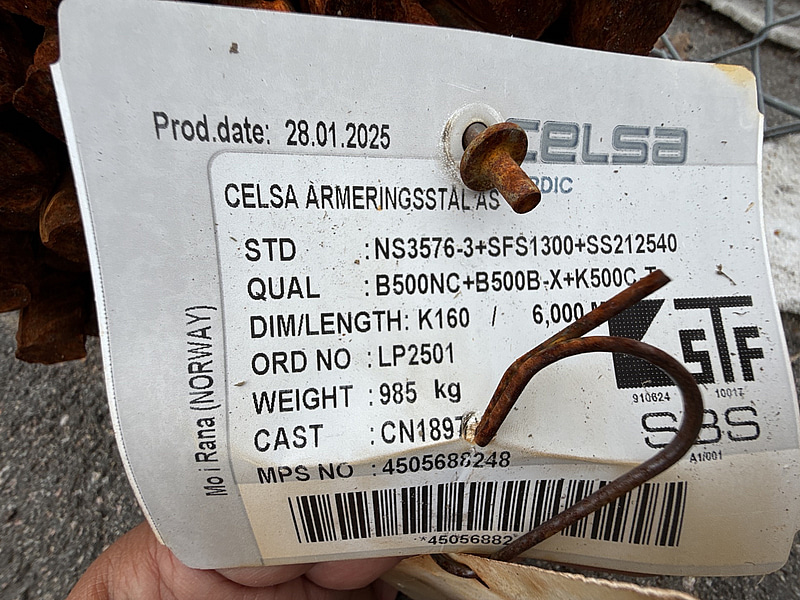 Prod.date: 28.01.2025
celsa
CELSA ARMERINGSSTÅL AS
STD :NS3576-3+SFS1300+SS212540
QUAL :B500NC+B500B-X+K500C-T
DIM/LENGTH: K160 / 6,000
ORD NO :LP2501
WEIGHT :985 kg
CAST :CN1897
MPS NO :4505688248
*45056882
Mo i Rana (NORWAY)
STF
910624 10017
SBS
A1/001